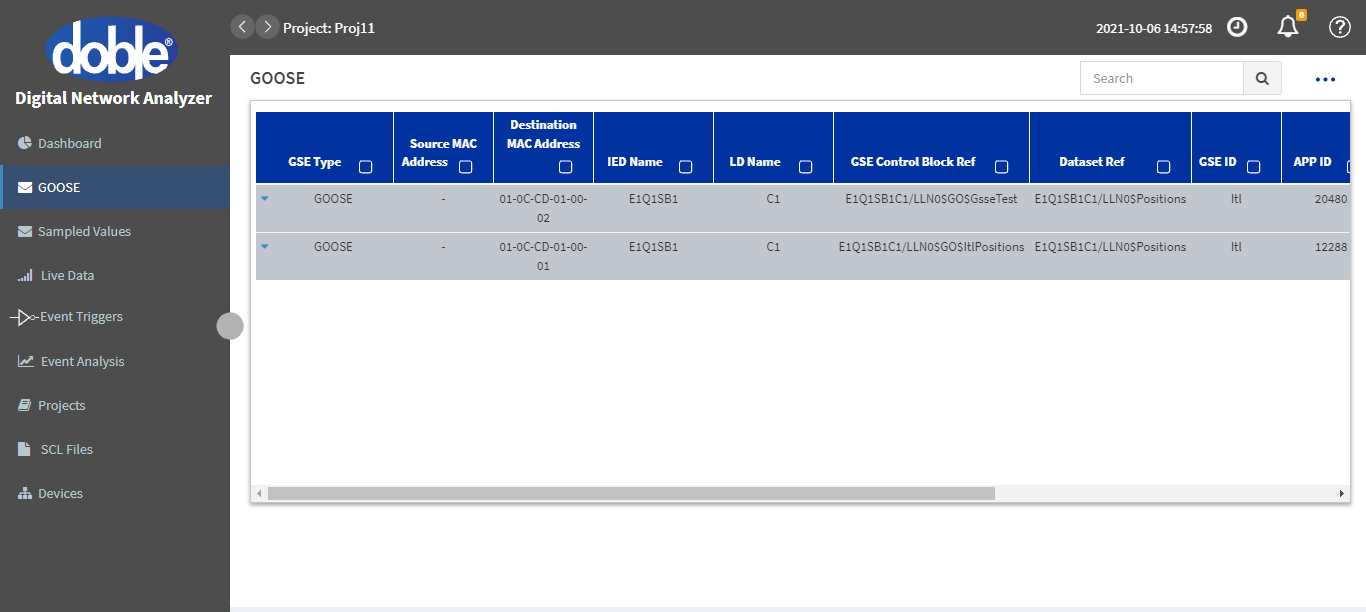 doble®
Digital Network Analyzer
Dashboard
GOOSE
Sampled Values
Live Data
Event Triggers
Event Analysis
Projects
SCL Files
Devices
Project: Proj11
2021-10-06 14:57:58
0
GOOSE
Search
GSE Type
Source MAC
Address
Destination
MAC Address
IED Name
LD Name
GSE Control Block Ref
Dataset Ref
GSE ID
APP ID
GOOSE - 01-0C-CD-01-00- E1Q1SB1 C1 E1Q1SB1C1/LLN0$GO$GsseTest E1Q1SB1C1/LLN0$Positions Itl 20480
02
GOOSE - 01-0C-CD-01-00- E1Q1SB1 C1 E1Q1SB1C1/LLN0$GO$ItlPositions E1Q1SB1C1/LLN0$Positions Itl 12288
01